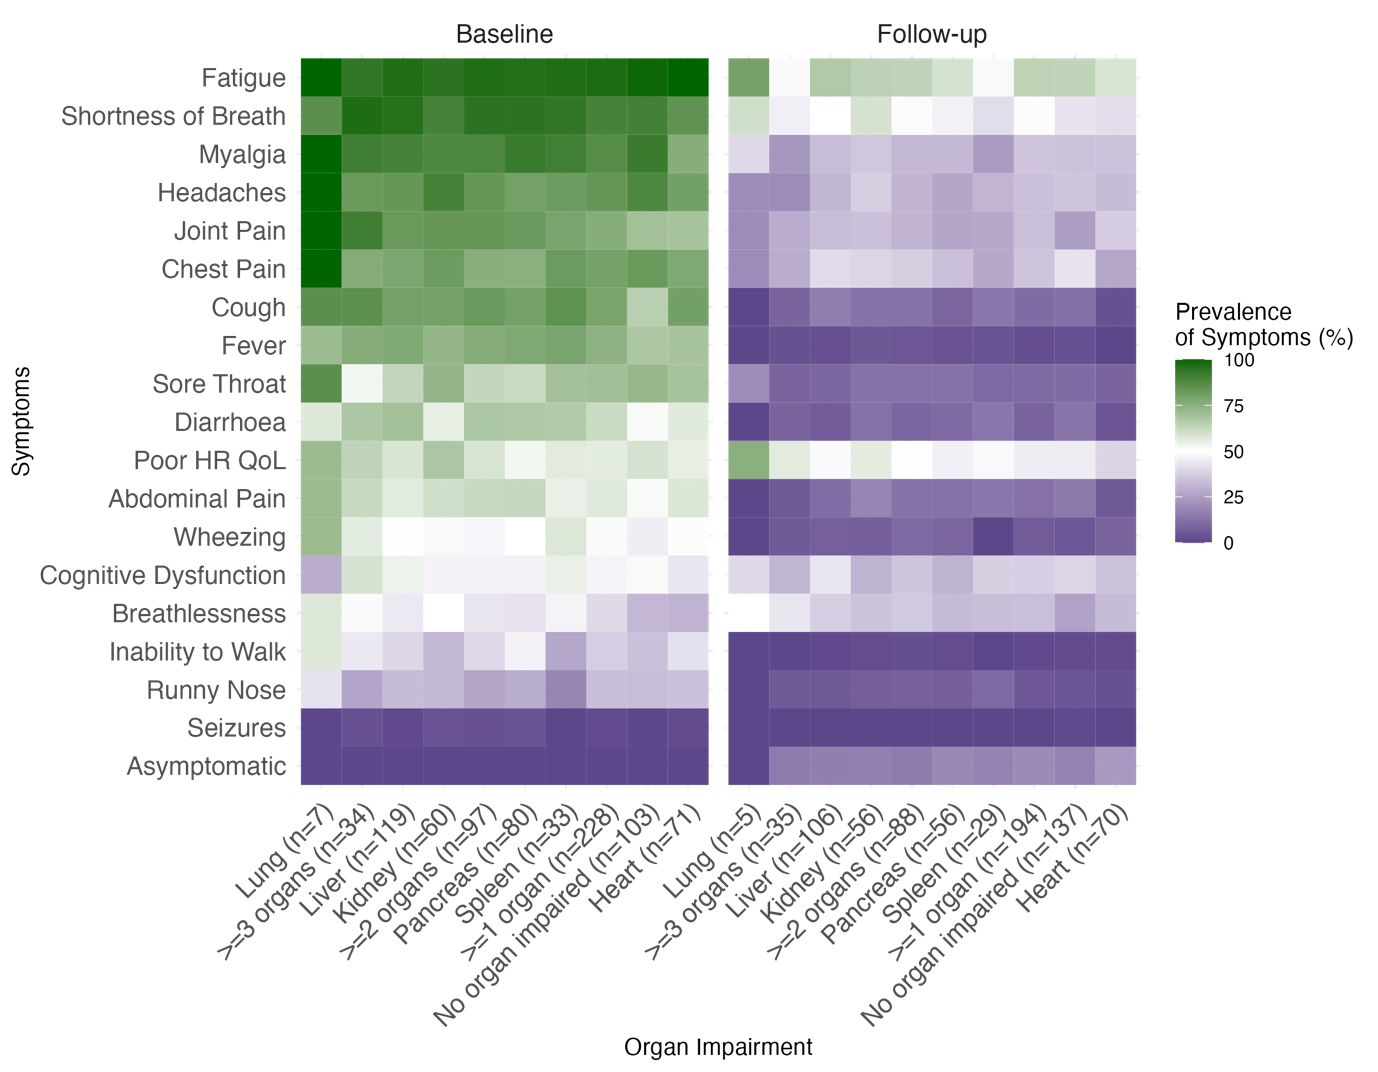 Baseline
Follow-up
Fatigue
Shortness of Breath
Myalgia
Headaches
Joint Pain
Chest Pain
Cough
Fever
Sore Throat
Diarrhoea
Poor HR QoL
Abdominal Pain
Wheezing
Cognitive Dysfunction
Breathlessness
Inability to Walk
Runny Nose
Seizures
Asymptomatic
Symptoms
Lung (n=7)
>=3 organs (n=34)
Liver (n=119)
Kidney (n=60)
>=2 organs (n=97)
Pancreas (n=80)
Spleen (n=33)
>=1 organ (n=228)
No organ impaired (n=103)
Heart (n=71)
Lung (n=5)
>=3 organs (n=35)
Liver (n=106)
Kidney (n=56)
>=2 organs (n=88)
Pancreas (n=56)
Spleen (n=29)
>=1 organ (n=194)
No organ impaired (n=137)
Heart (n=70)
Organ Impairment
Prevalence
of Symptoms (%)
100
75
50
25
0